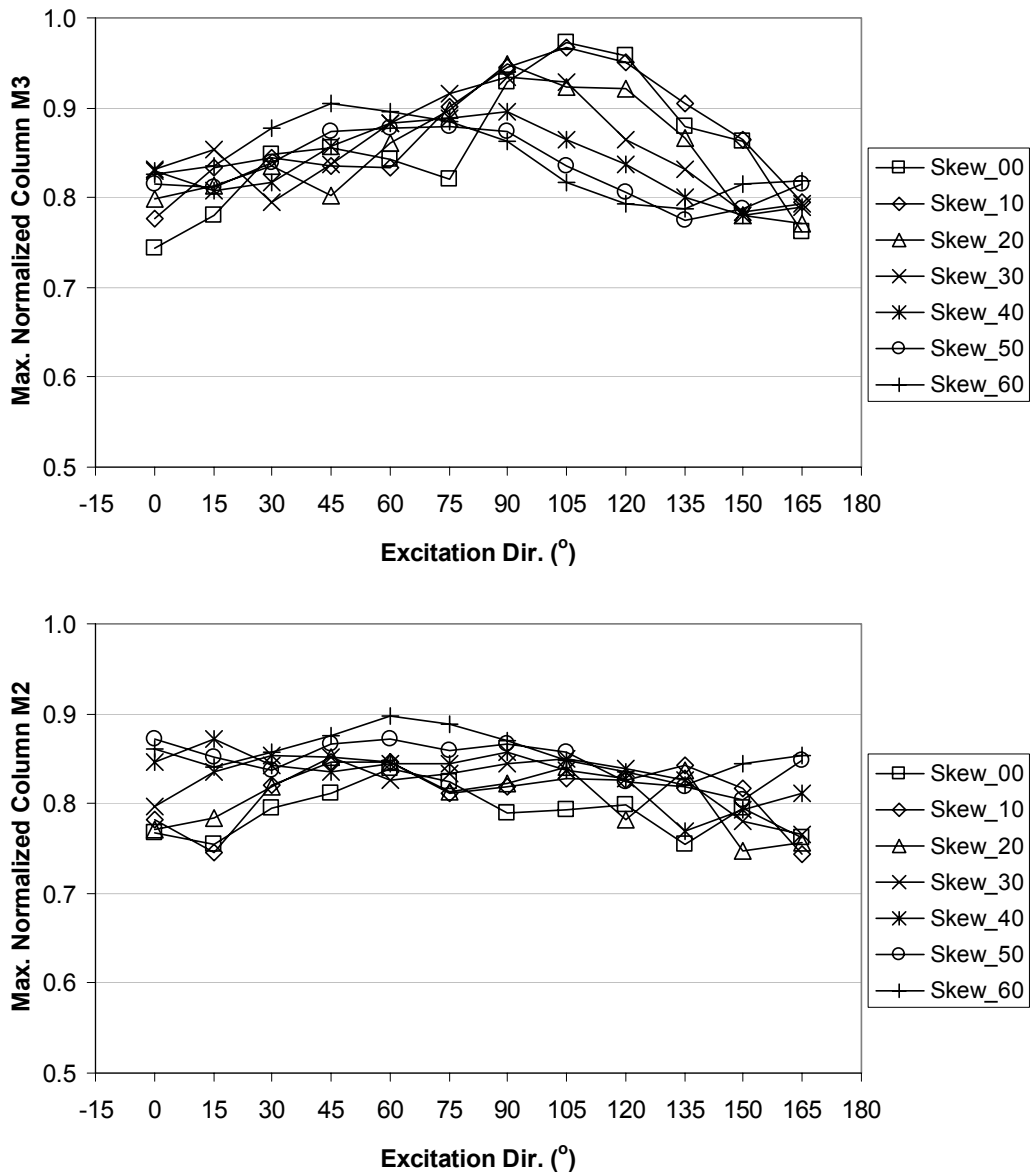 Max. Normalized Column M3
1.0
0.9
0.8
0.7
0.6
0.5
-15 0 15 30 45 60 75 90 105 120 135 150 165 180
Excitation Dir. (°)
Skew_00
Skew_10
Skew_20
Skew_30
Skew_40
Skew_50
Skew_60
Max. Normalized Column M2
1.0
0.9
0.8
0.7
0.6
0.5
-15 0 15 30 45 60 75 90 105 120 135 150 165 180
Excitation Dir. (°)
Skew_00
Skew_10
Skew_20
Skew_30
Skew_40
Skew_50
Skew_60